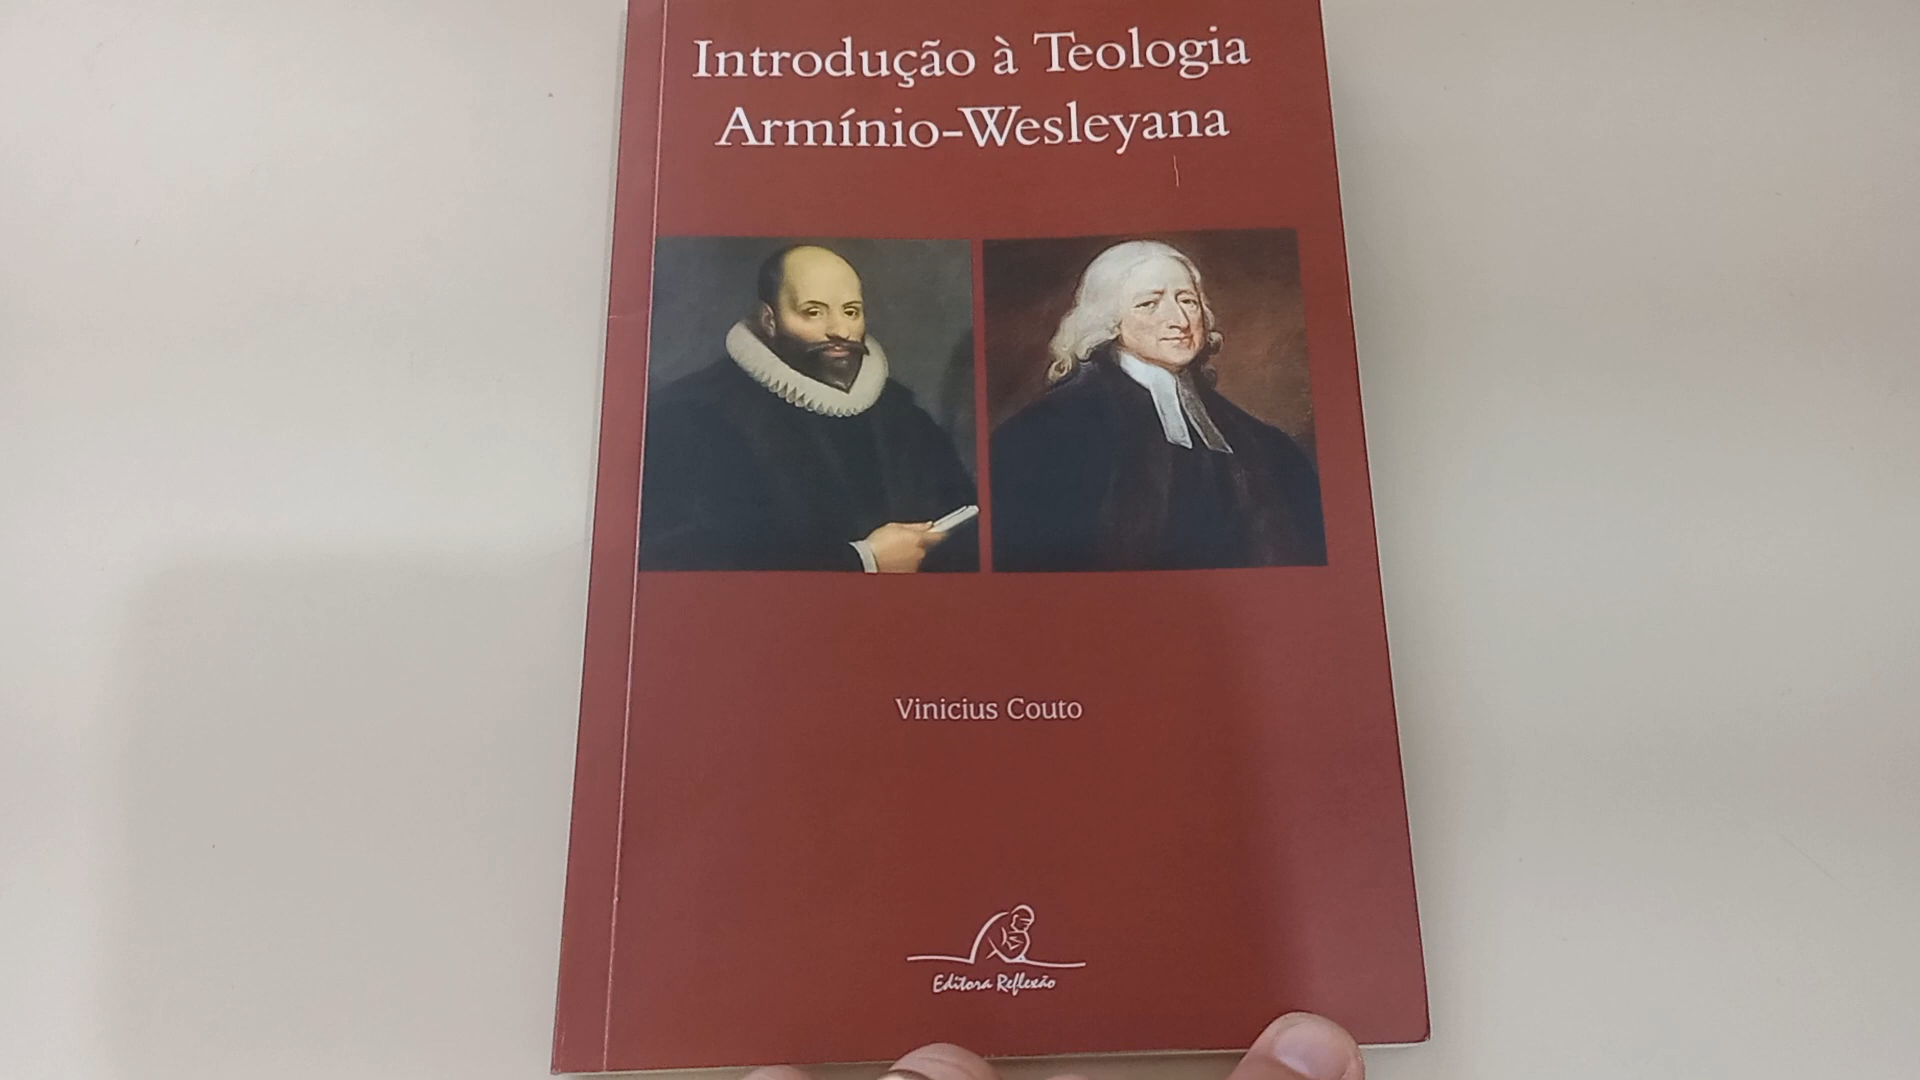 Introdução à Teologia
Armínio-Wesleyana
Vinicius Couto
Editora Reflexão